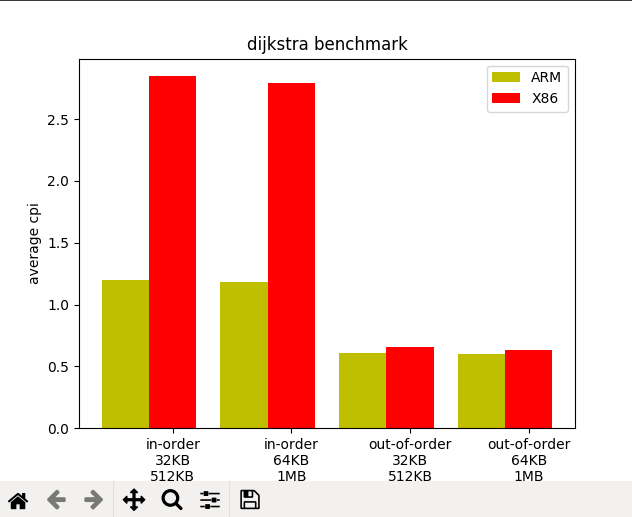 dijkstra benchmark
ARM
X86
average cpi
2.5
2.0
1.5
1.0
0.5
0.0
in-order
32KB
512KB
in-order
64KB
1MB
out-of-order
32KB
512KB
out-of-order
64KB
1MB